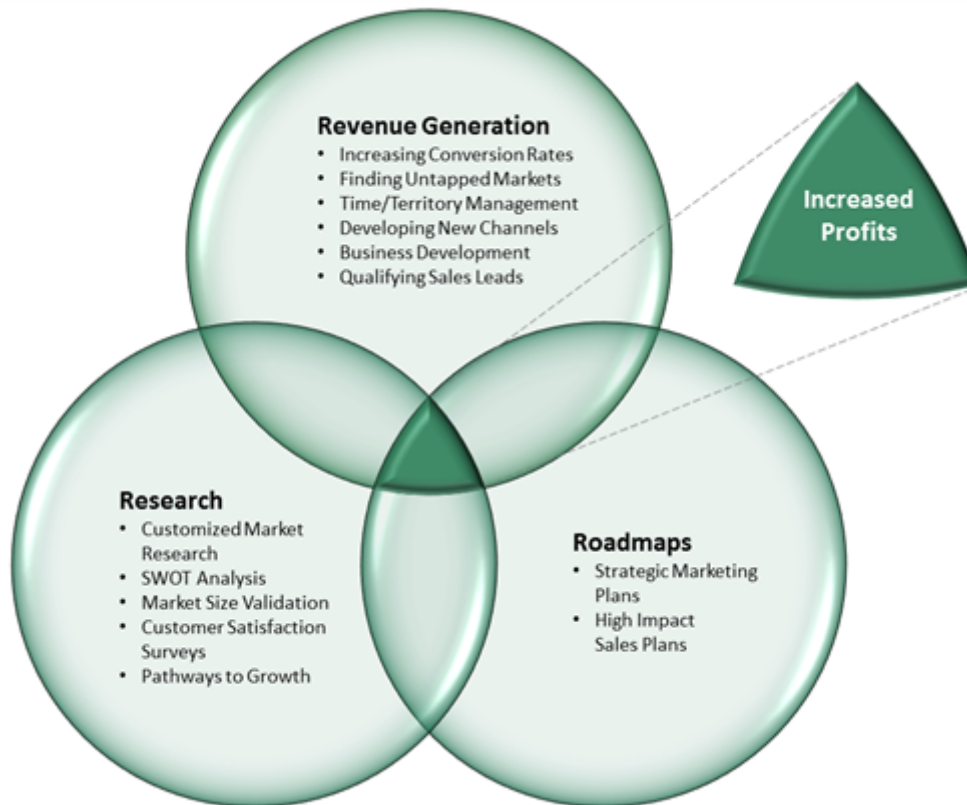 Revenue Generation
• Increasing Conversion Rates
• Finding Untapped Markets
• Time/Territory Management
• Developing New Channels
• Business Development
• Qualifying Sales Leads
Increased
Profits
Research
• Customized Market
Research
• SWOT Analysis
• Market Size Validation
• Customer Satisfaction
Surveys
• Pathways to Growth
Roadmaps
• Strategic Marketing
Plans
• High Impact
Sales Plans